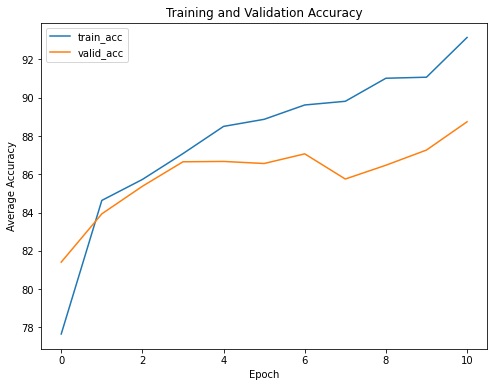 Training and Validation Accuracy
train_acc
valid_acc
Average Accuracy
92
90
88
86
84
82
80
78
0
2
4
6
8
10
Epoch